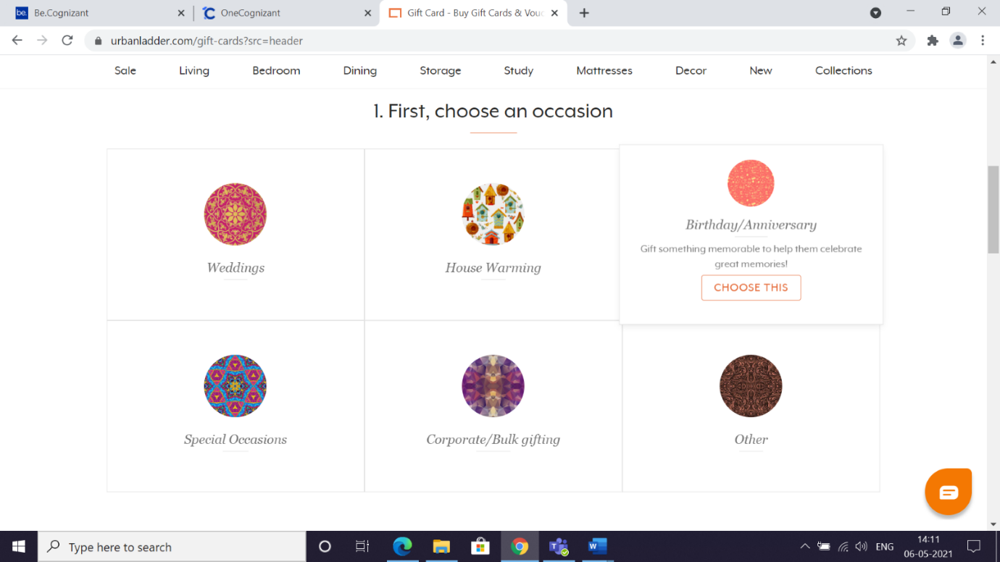 be. Be.Cognizant
OneCognizant
Gift Card - Buy Gift Cards & Vouc
urbanladder.com/gift-cards?src=header
Sale Living Bedroom Dining Storage Study Mattresses Decor New Collections
1. First, choose an occasion
Weddings
House Warming
Birthday/Anniversary
Gift something memorable to help them celebrate
great memories!
CHOOSE THIS
Special Occasions
Corporate/Bulk gifting
Other
Type here to search
ENG
14:11
06-05-2021